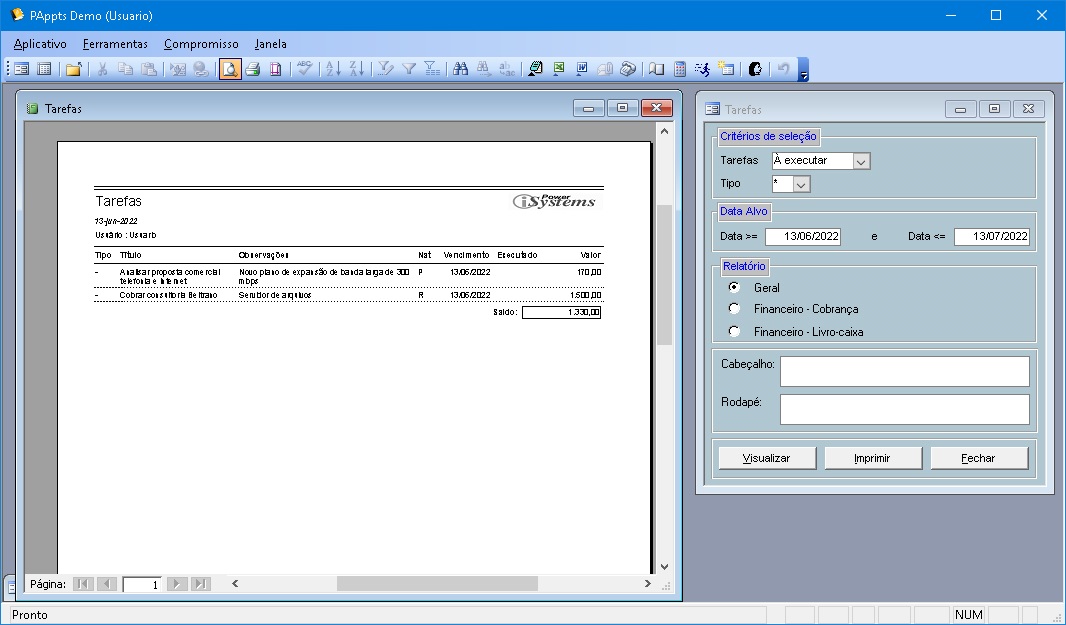 PAppts Demo (Usuario)
Aplicativo Ferramentas Compromisso Janela
Tarefas
Tarefas
Power
iSystems
13-jun-2022
Usuário : Usuario
Tipo Título Observações Nat Vencimento Executado Valor
- Analisar proposta comercial Novo plano de expansão de banda larga de 300 P 13/06/2022 170,00
telefonia e internet mbps
- Cobrar consultoria Beltrano Servidor de arquivos R 13/06/2022 1.500,00
Saldo: 1.330,00
Página: 1
Tarefas
Critérios de seleção
Tarefas À executar
Tipo *
Data Alvo
Data >= 13/06/2022 e Data <= 13/07/2022
Relatório
Geral
Financeiro - Cobrança
Financeiro - Livro-caixa
Cabeçalho:
Rodapé:
Visualizar Imprimir Fechar
Pronto NUM